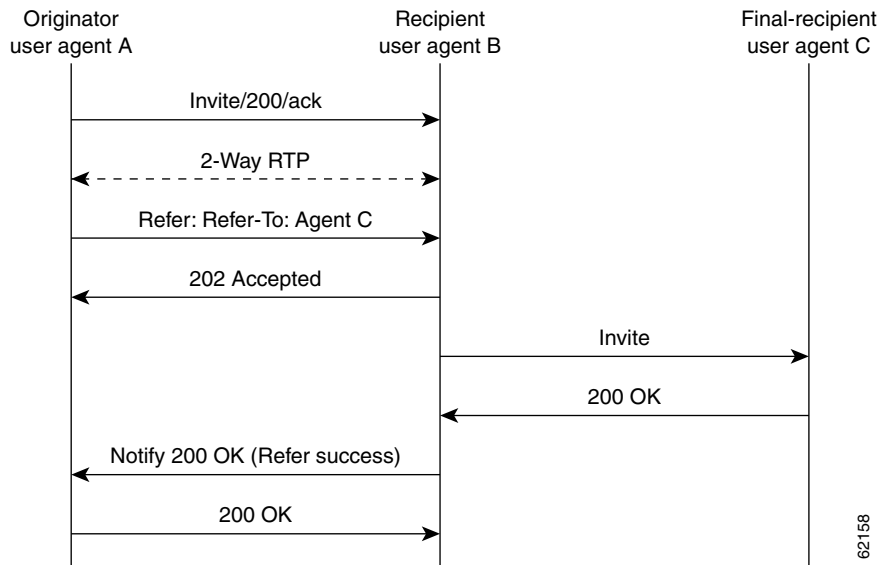 Originator
user agent A
Recipient
user agent B
Final-recipient
user agent C
Invite/200/ack
2-Way RTP
Refer: Refer-To: Agent C
202 Accepted
Invite
200 OK
Notify 200 OK (Refer success)
200 OK
62158